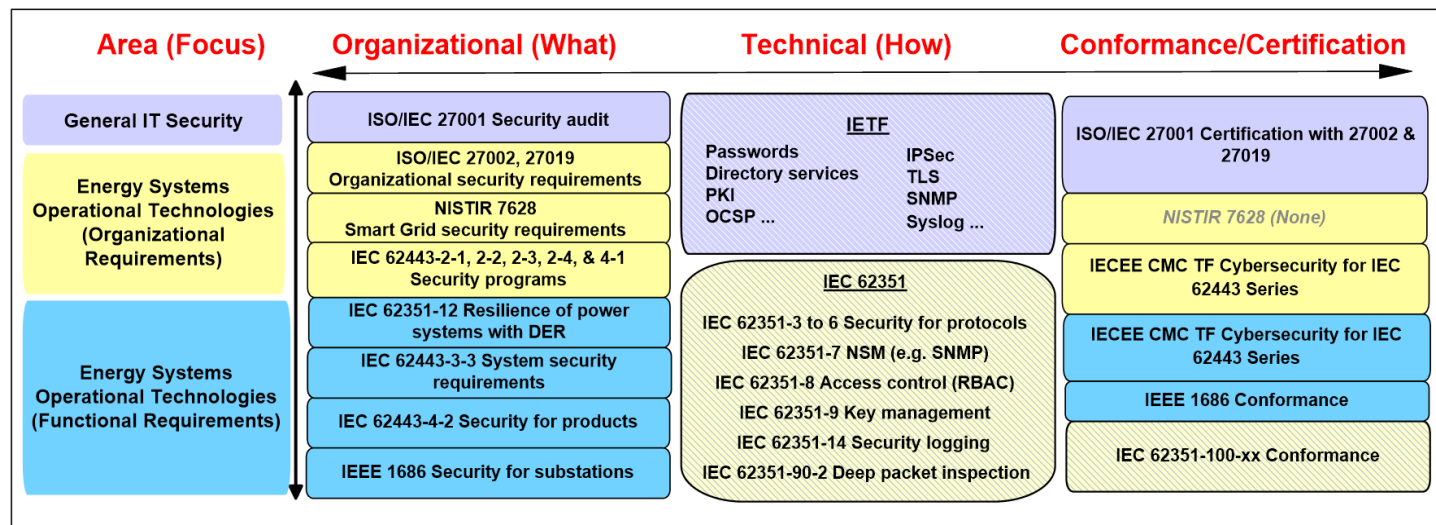 Area (Focus)
Organizational (What)
Technical (How)
Conformance/Certification
General IT Security
Energy Systems
Operational Technologies
(Organizational
Requirements)
Energy Systems
Operational Technologies
(Functional Requirements)
ISO/IEC 27001 Security audit
ISO/IEC 27002, 27019
Organizational security requirements
NISTIR 7628
Smart Grid security requirements
IEC 62443-2-1, 2-2, 2-3, 2-4, & 4-1
Security programs
IEC 62351-12 Resilience of power
systems with DER
IEC 62443-3-3 System security
requirements
IEC 62443-4-2 Security for products
IEEE 1686 Security for substations
IETF
Passwords
Directory services
PKI
OCSP ...
IPSec
TLS
SNMP
Syslog ...
IEC 62351
IEC 62351-3 to 6 Security for protocols
IEC 62351-7 NSM (e.g. SNMP)
IEC 62351-8 Access control (RBAC)
IEC 62351-9 Key management
IEC 62351-14 Security logging
IEC 62351-90-2 Deep packet inspection
ISO/IEC 27001 Certification with 27002 &
27019
NISTIR 7628 (None)
IECEE CMC TF Cybersecurity for IEC
62443 Series
IECEE CMC TF Cybersecurity for IEC
62443 Series
IEEE 1686 Conformance
IEC 62351-100-xx Conformance